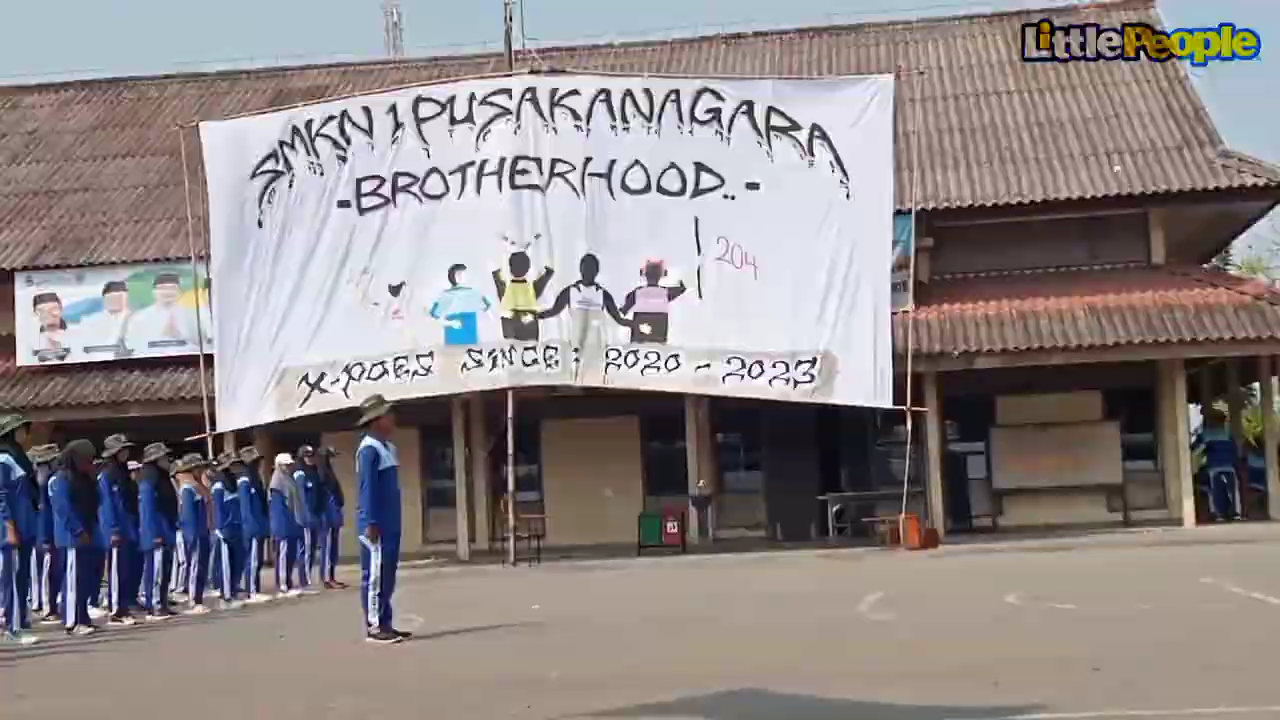 LittlePeople
SMKN 1 PUSAKANAGARA
-BROTHERHOOD..-
204
X-POES SINCE : 2020 - 2023